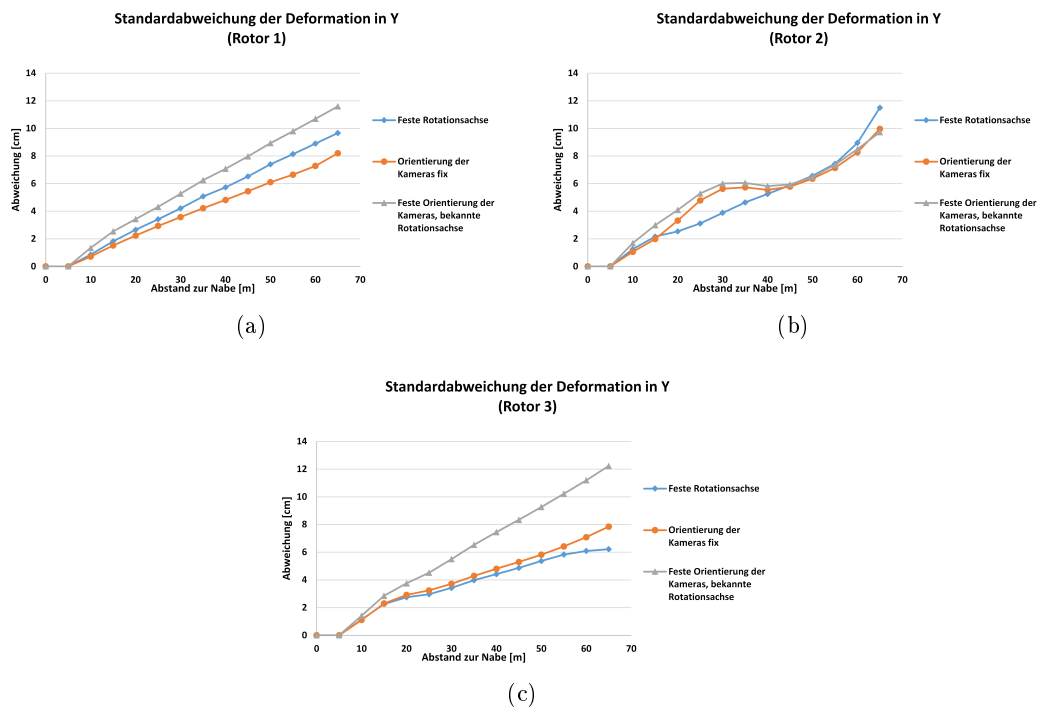 Standardabweichung der Deformation in Y
(Rotor 1)
14
12
10
8
6
4
2
0
0 10 20 30 40 50 60 70
Abweichung [cm]
Abstand zur Nabe [m]
Feste Rotationsachse
Orientierung der
Kameras fix
Feste Orientierung der
Kameras, bekannte
Rotationsachse
(a)
Standardabweichung der Deformation in Y
(Rotor 2)
14
12
10
8
6
4
2
0
0 10 20 30 40 50 60 70
Abweichung [cm]
Abstand zur Nabe [m]
Feste Rotationsachse
Orientierung der
Kameras fix
Feste Orientierung der
Kameras, bekannte
Rotationsachse
(b)
Standardabweichung der Deformation in Y
(Rotor 3)
14
12
10
8
6
4
2
0
0 10 20 30 40 50 60 70
Abweichung [cm]
Abstand zur Nabe [m]
Feste Rotationsachse
Orientierung der
Kameras fix
Feste Orientierung der
Kameras, bekannte
Rotationsachse
(c)